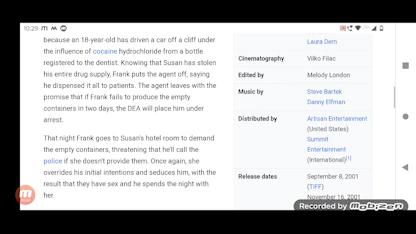 10:29
because an 18-year-old has driven a car off a cliff under
the influence of cocaine hydrochloride from a bottle
registered to the dentist. Knowing that Susan has stolen
his entire drug supply, Frank puts the agent off, saying
he dispensed it all to patients. The agent leaves with the
promise that if Frank fails to produce the empty
containers in two days, the DEA will place him under
arrest.
That night Frank goes to Susan's hotel room to demand
the empty containers, threatening that he'll call the
police if she doesn't provide them. Once again, she
overrides his initial intentions and seduces him, with
the result that they have sex and he spends the night with
her.
Laura Dern
Cinematography Vilko Filac
Edited by Melody London
Music by Steve Bartek
Danny Elfman
Distributed by Artisan Entertainment
(United States)
Summit
Entertainment
(International)[1]
Release dates September 8, 2001
(TIFF)
November 16, 2001
Recorded by Mobizen